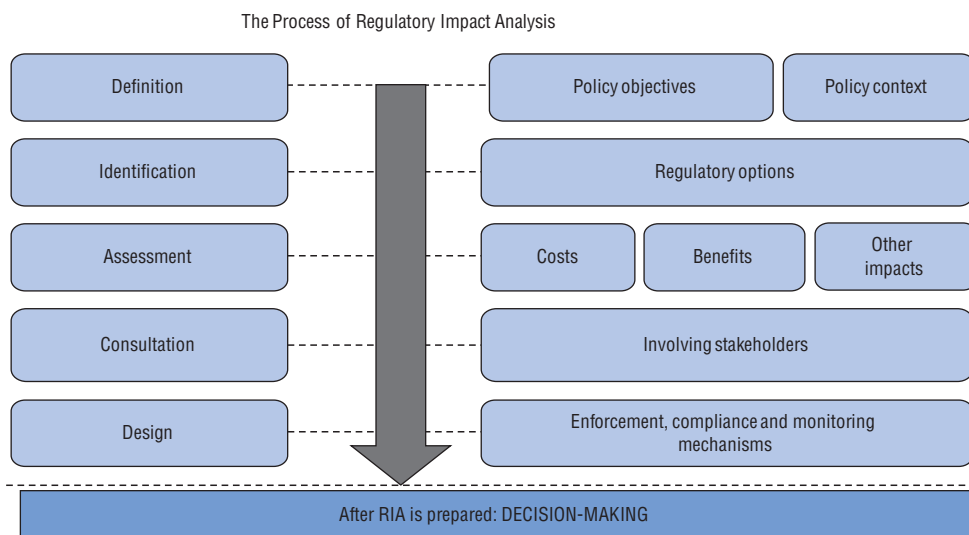 The Process of Regulatory Impact Analysis
Definition
Policy objectives
Policy context
Identification
Regulatory options
Assessment
Costs
Benefits
Other
impacts
Consultation
Involving stakeholders
Design
Enforcement, compliance and monitoring
mechanisms
After RIA is prepared: DECISION-MAKING